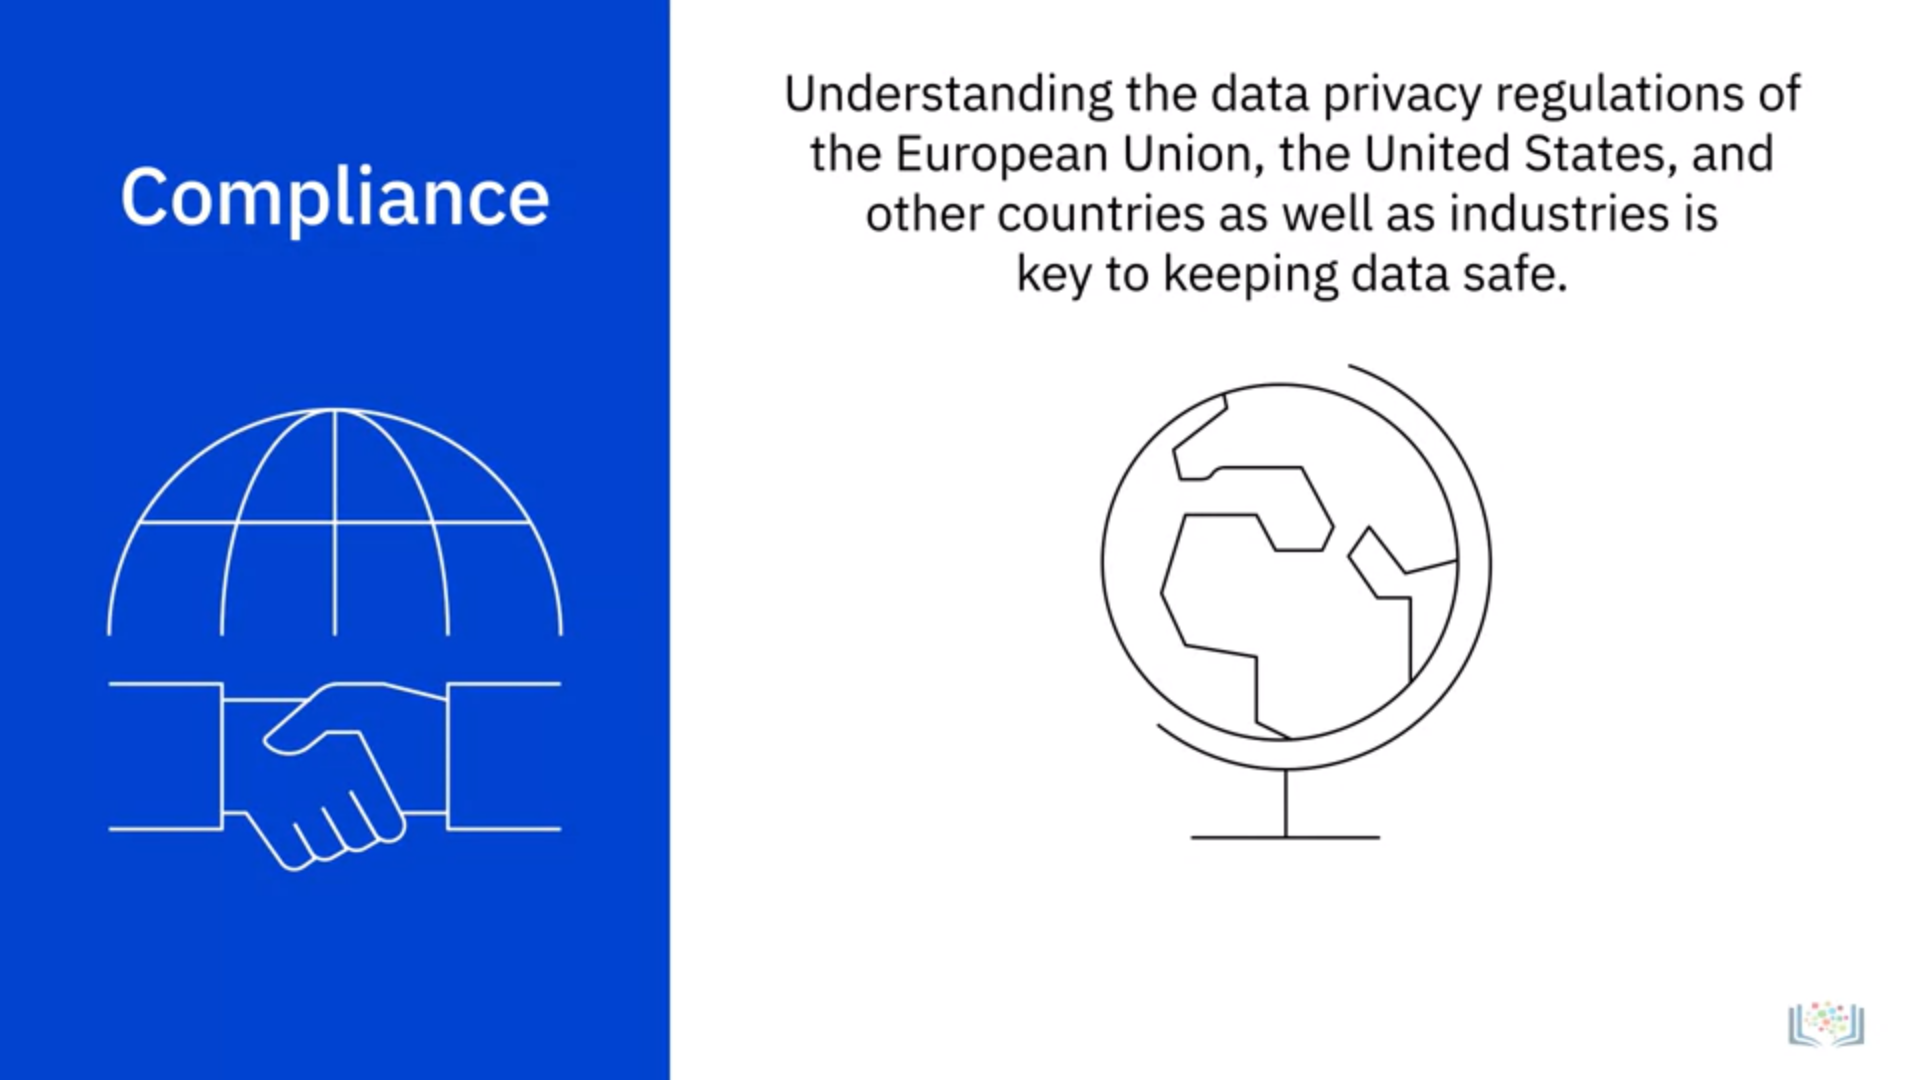 Compliance
Understanding the data privacy regulations of
the European Union, the United States, and
other countries as well as industries is
key to keeping data safe.